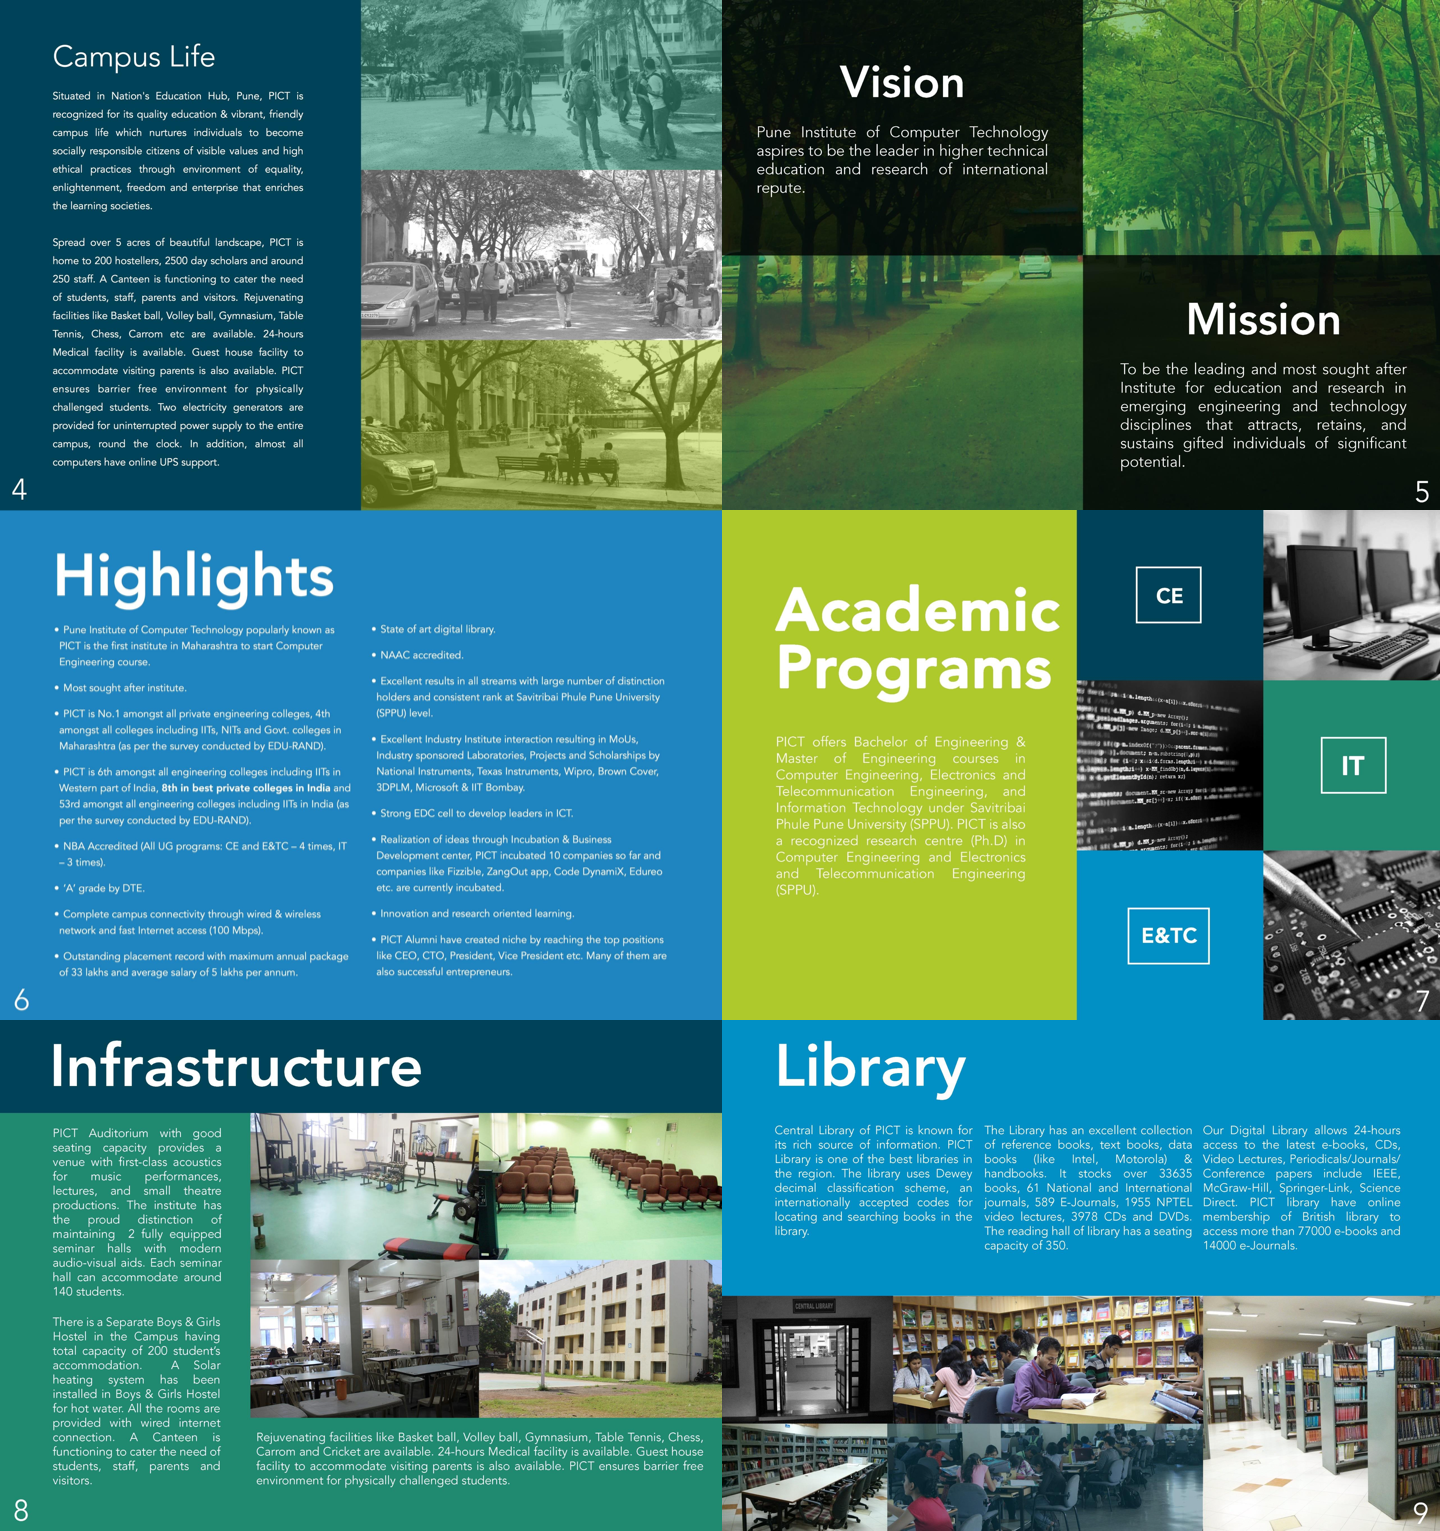 Campus Life
Situated in Nation's Education Hub, Pune, PICT is
recognized for its quality education & vibrant, friendly
campus life which nurtures individuals to become
socially responsible citizens of visible values and high
ethical practices through environment of equality,
enlightenment, freedom and enterprise that enriches
the learning societies.
Spread over 5 acres of beautiful landscape, PICT is
home to 200 hostellers, 2500 day scholars and around
250 staff. A Canteen is functioning to cater the need
of students, staff, parents and visitors. Rejuvenating
facilities like Basket ball, Volley ball, Gymnasium, Table
Tennis, Chess, Carrom etc are available. 24-hours
Medical facility is available. Guest house facility to
accommodate visiting parents is also available. PICT
ensures barrier free environment for physically
challenged students. Two electricity generators are
provided for uninterrupted power supply to the entire
campus, round the clock. In addition, almost all
computers have online UPS support.
4
Vision
Pune Institute of Computer Technology
aspires to be the leader in higher technical
education and research of international
repute.
Mission
To be the leading and most sought after
Institute for education and research in
emerging engineering and technology
disciplines that attracts, retains, and
sustains gifted individuals of significant
potential.
5
Highlights
• Pune Institute of Computer Technology popularly known as
PICT is the first institute in Maharashtra to start Computer
Engineering course.
• Most sought after institute.
• PICT is No.1 amongst all private engineering colleges, 4th
amongst all colleges including IITs, NITs and Govt. colleges in
Maharashtra (as per the survey conducted by EDU-RAND).
• PICT is 6th amongst all engineering colleges including IITs in
Western part of India, 8th in best private colleges in India and
53rd amongst all engineering colleges including IITs in India (as
per the survey conducted by EDU-RAND).
• NBA Accredited (All UG programs: CE and E&TC – 4 times, IT
– 3 times).
• 'A' grade by DTE.
• Complete campus connectivity through wired & wireless
network and fast Internet access (100 Mbps).
• Outstanding placement record with maximum annual package
of 33 lakhs and average salary of 5 lakhs per annum.
• State of art digital library.
• NAAC accredited.
• Excellent results in all streams with large number of distinction
holders and consistent rank at Savitribai Phule Pune University
(SPPU) level.
• Excellent Industry Institute interaction resulting in MoUs,
Industry sponsored Laboratories, Projects and Scholarships by
National Instruments, Texas Instruments, Wipro, Brown Cover,
3DPLM, Microsoft & IIT Bombay.
• Strong EDC cell to develop leaders in ICT.
• Realization of ideas through Incubation & Business
Development center, PICT incubated 10 companies so far and
companies like Fizzible, ZangOut app, Code DynamiX, Edureo
etc. are currently incubated.
• Innovation and research oriented learning.
• PICT Alumni have created niche by reaching the top positions
like CEO, CTO, President, Vice President etc. Many of them are
also successful entrepreneurs.
6
Academic
Programs
PICT offers Bachelor of Engineering &
Master of Engineering courses in
Computer Engineering, Electronics and
Telecommunication Engineering, and
Information Technology under Savitribai
Phule Pune University (SPPU). PICT is also
a recognized research centre (Ph.D) in
Computer Engineering and Electronics
and Telecommunication Engineering
(SPPU).
CE
IT
E&TC
7
Infrastructure
PICT Auditorium with good
seating capacity provides a
venue with first-class acoustics
for music performances,
lectures, and small theatre
productions. The institute has
the proud distinction of
maintaining 2 fully equipped
seminar halls with modern
audio-visual aids. Each seminar
hall can accommodate around
140 students.
There is a Separate Boys & Girls
Hostel in the Campus having
total capacity of 200 student's
accommodation. A Solar
heating system has been
installed in Boys & Girls Hostel
for hot water. All the rooms are
provided with wired internet
connection. A Canteen is
functioning to cater the need of
students, staff, parents and
visitors.
Rejuvenating facilities like Basket ball, Volley ball, Gymnasium, Table Tennis, Chess,
Carrom and Cricket are available. 24-hours Medical facility is available. Guest house
facility to accommodate visiting parents is also available. PICT ensures barrier free
environment for physically challenged students.
8
Library
Central Library of PICT is known for
its rich source of information. PICT
Library is one of the best libraries in
the region. The library uses Dewey
decimal classification scheme, an
internationally accepted codes for
locating and searching books in the
library.
The Library has an excellent collection
of reference books, text books, data
books (like Intel, Motorola) &
handbooks. It stocks over 33635
books, 61 National and International
journals, 589 E-Journals, 1955 NPTEL
video lectures, 3978 CDs and DVDs.
The reading hall of library has a seating
capacity of 350.
Our Digital Library allows 24-hours
access to the latest e-books, CDs,
Video Lectures, Periodicals/Journals/
Conference papers include IEEE,
McGraw-Hill, Springer-Link, Science
Direct. PICT library have online
membership of British library to
access more than 77000 e-books and
14000 e-Journals.
CENTRAL LIBRARY
9